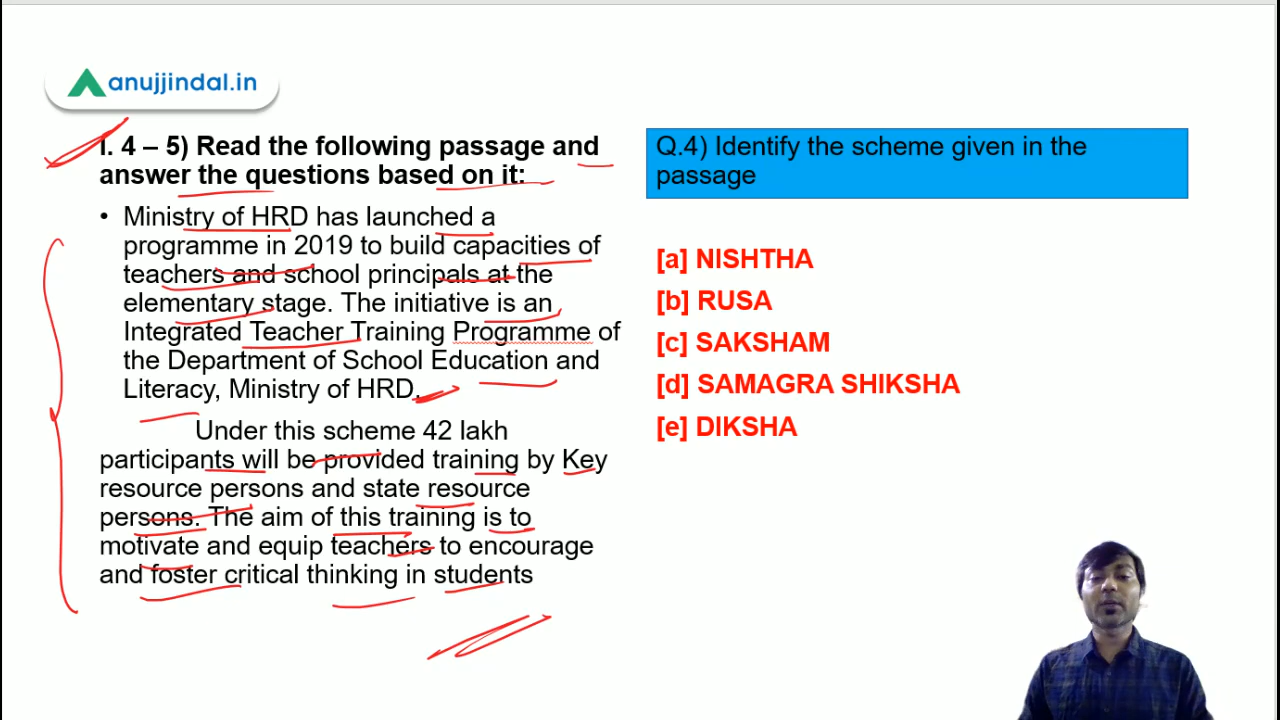 anujjindal.in
I. 4 – 5) Read the following passage and
answer the questions based on it:
• Ministry of HRD has launched a
programme in 2019 to build capacities of
teachers and school principals at the
elementary stage. The initiative is an
Integrated Teacher Training Programme of
the Department of School Education and
Literacy, Ministry of HRD.
Under this scheme 42 lakh
participants will be provided training by Key
resource persons and state resource
persons. The aim of this training is to
motivate and equip teachers to encourage
and foster critical thinking in students
Q.4) Identify the scheme given in the
passage
[a] NISHTHA
[b] RUSA
[c] SAKSHAM
[d] SAMAGRA SHIKSHA
[e] DIKSHA